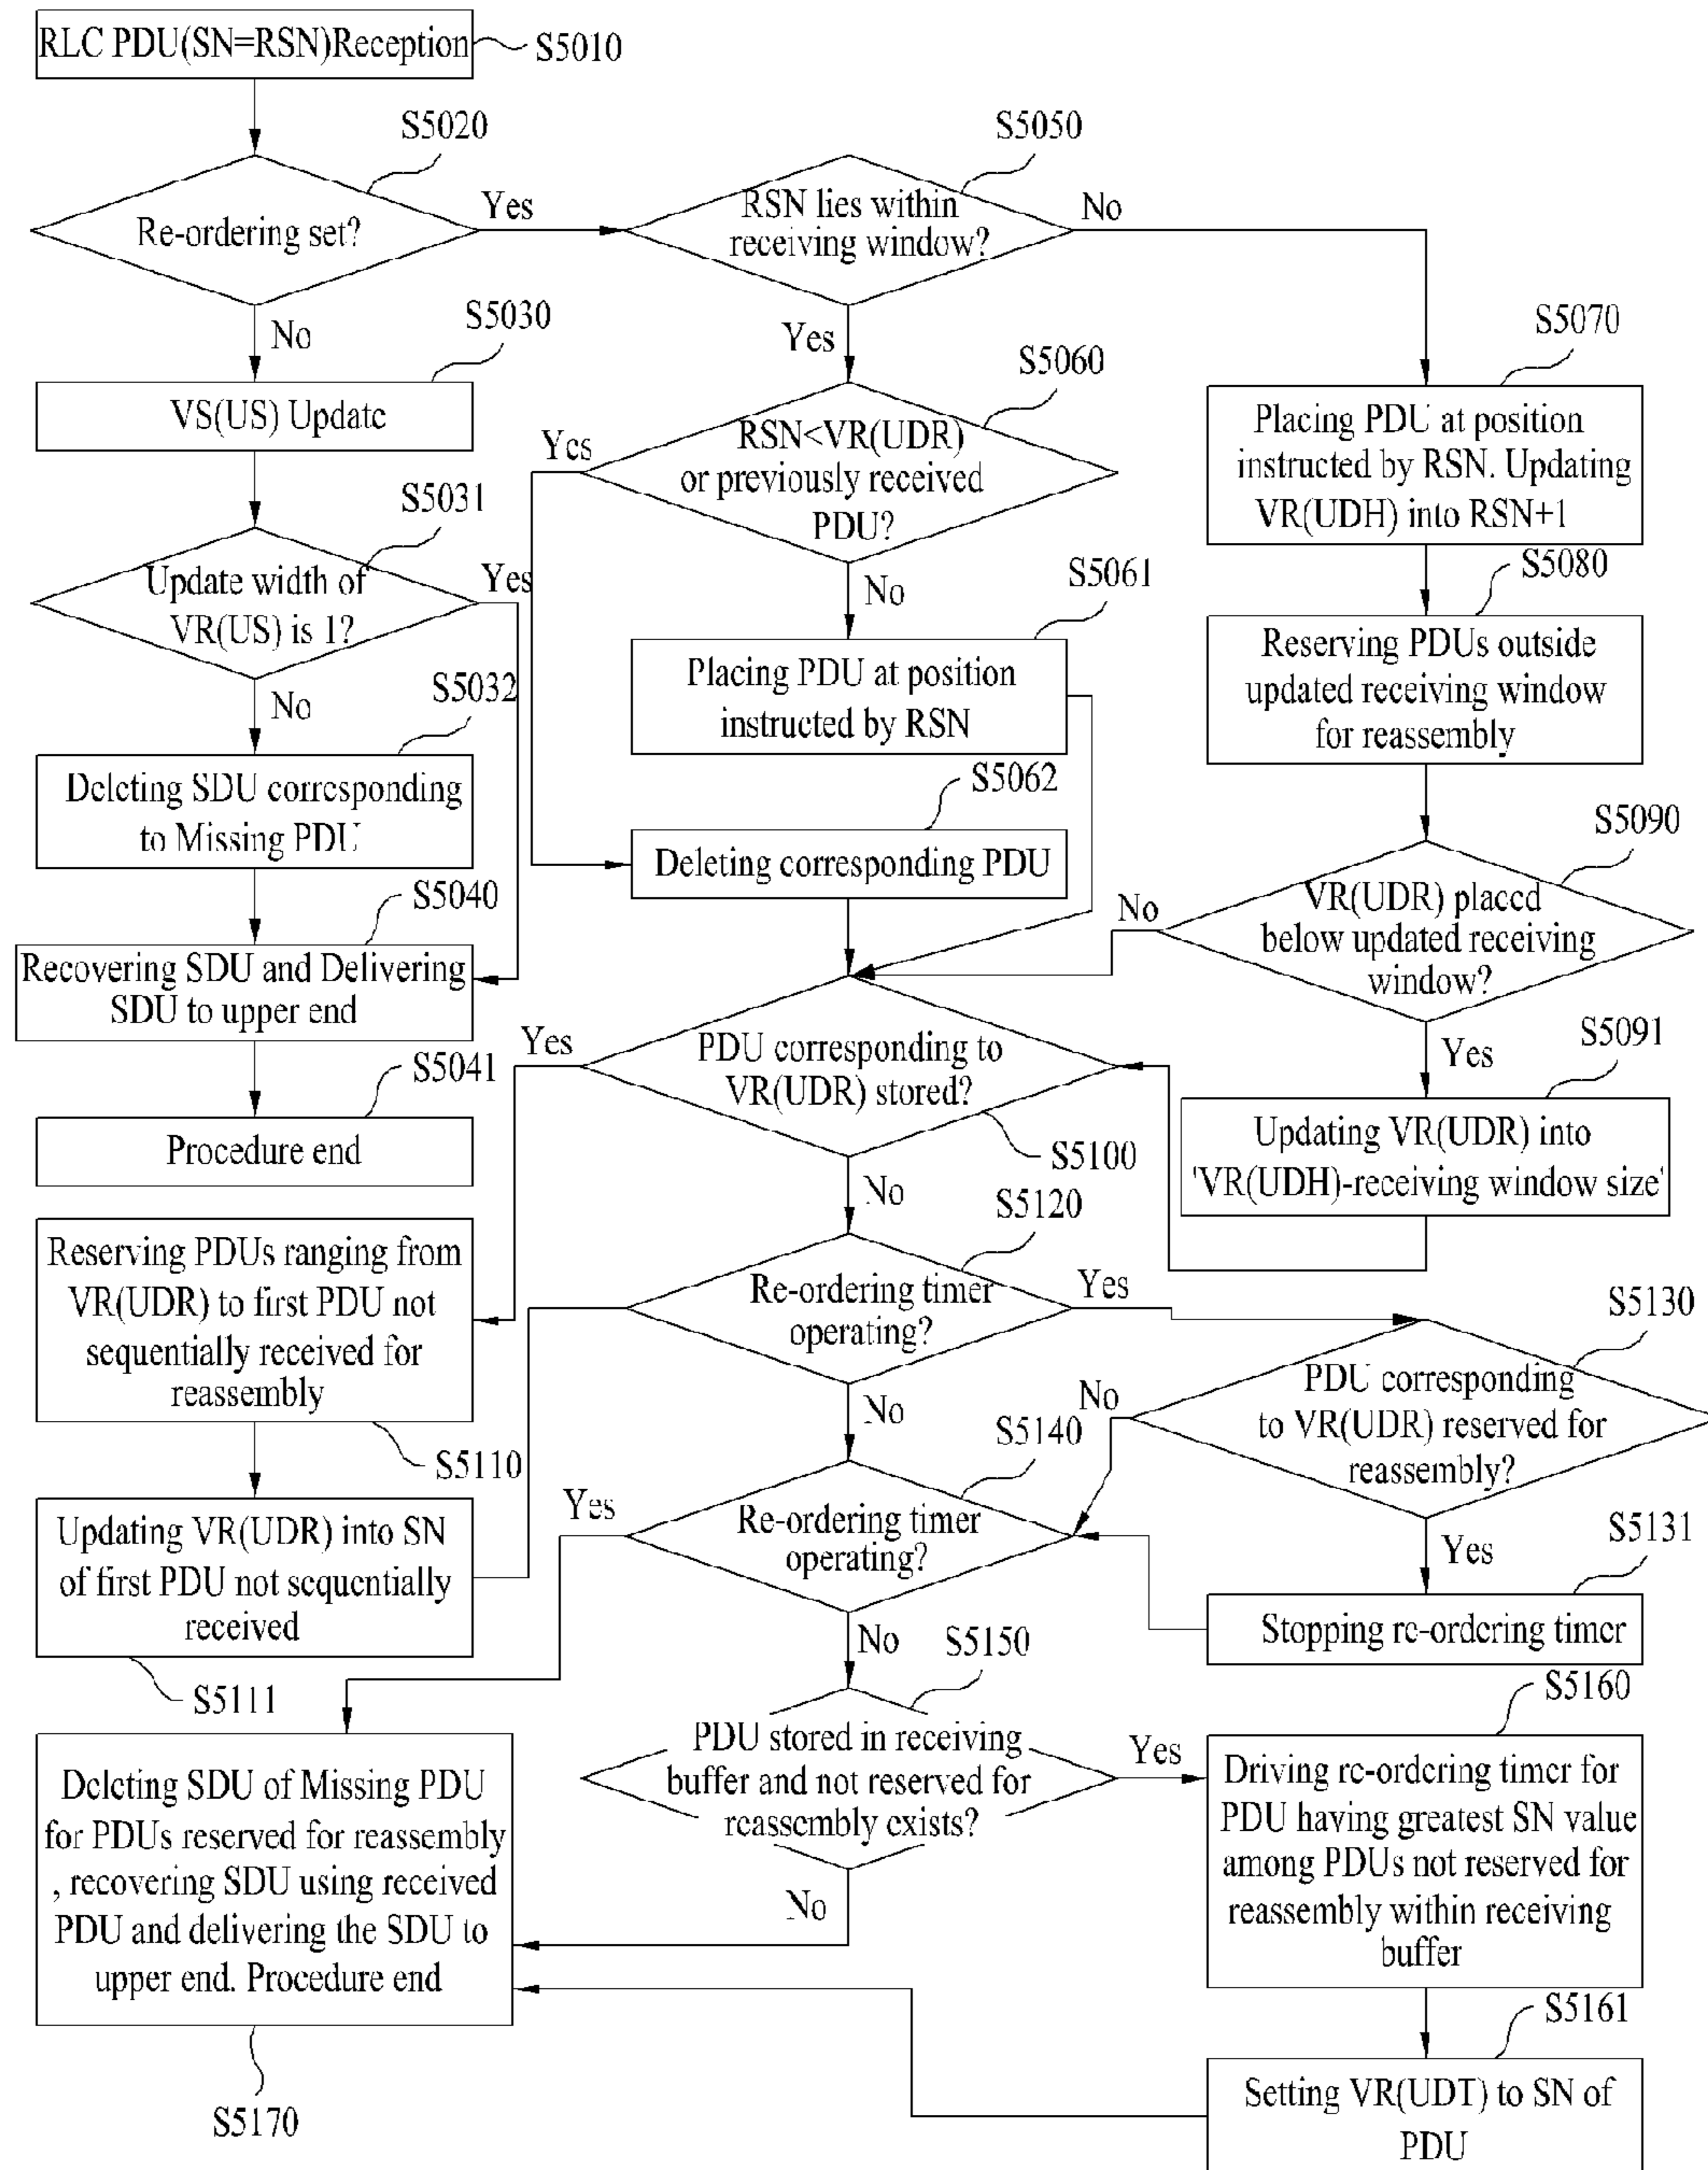 RLC PDU(SN=RSN)Reception
S5010
S5020
Re-ordering set?
Yes
No
S5050
RSN lies within
receiving window?
No
Yes
S5030
VS(US) Update
S5031
Update width of
VR(US) is 1?
Yes
No
S5032
Deleting SDU corresponding
to Missing PDU
S5040
Recovering SDU and Delivering
SDU to upper end
S5041
Procedure end
S5060
RSN<VR(UDR)
or previously received
PDU?
Yes
No
S5061
Placing PDU at position
instructed by RSN
S5062
Deleting corresponding PDU
S5070
Placing PDU at position
instructed by RSN. Updating
VR(UDH) into RSN+1
S5080
Reserving PDUs outside
updated receiving window
for reassembly
S5090
VR(UDR) placed
below updated receiving
window?
No
Yes
S5091
Updating VR(UDR) into
'VR(UDH)-receiving window size'
PDU corresponding to
VR(UDR) stored?
Yes
S5100
No
Reserving PDUs ranging from
VR(UDR) to first PDU not
sequentially received for
reassembly
S5110
Updating VR(UDR) into SN
of first PDU not sequentially
received
S5111
S5120
Re-ordering timer
operating?
Yes
No
S5130
PDU corresponding
to VR(UDR) reserved for
reassembly?
No
Yes
S5131
Stopping re-ordering timer
S5140
Re-ordering timer
operating?
Yes
No
S5150
PDU stored in receiving
buffer and not reserved for
reassembly exists?
Yes
No
S5160
Driving re-ordering timer for
PDU having greatest SN value
among PDUs not reserved for
reassembly within receiving
buffer
S5161
Setting VR(UDT) to SN of
PDU
Deleting SDU of Missing PDU
for PDUs reserved for reassembly
, recovering SDU using received
PDU and delivering the SDU to
upper end. Procedure end
S5170